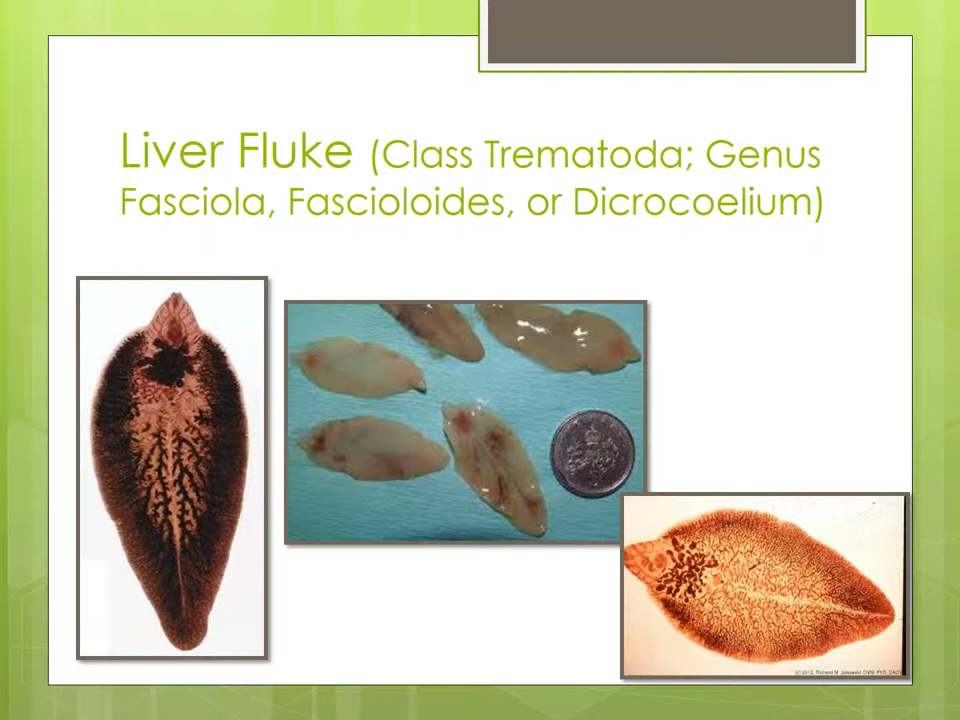 Liver Fluke (Class Trematoda; Genus
Fasciola, Fascioloides, or Dicrocoelium)